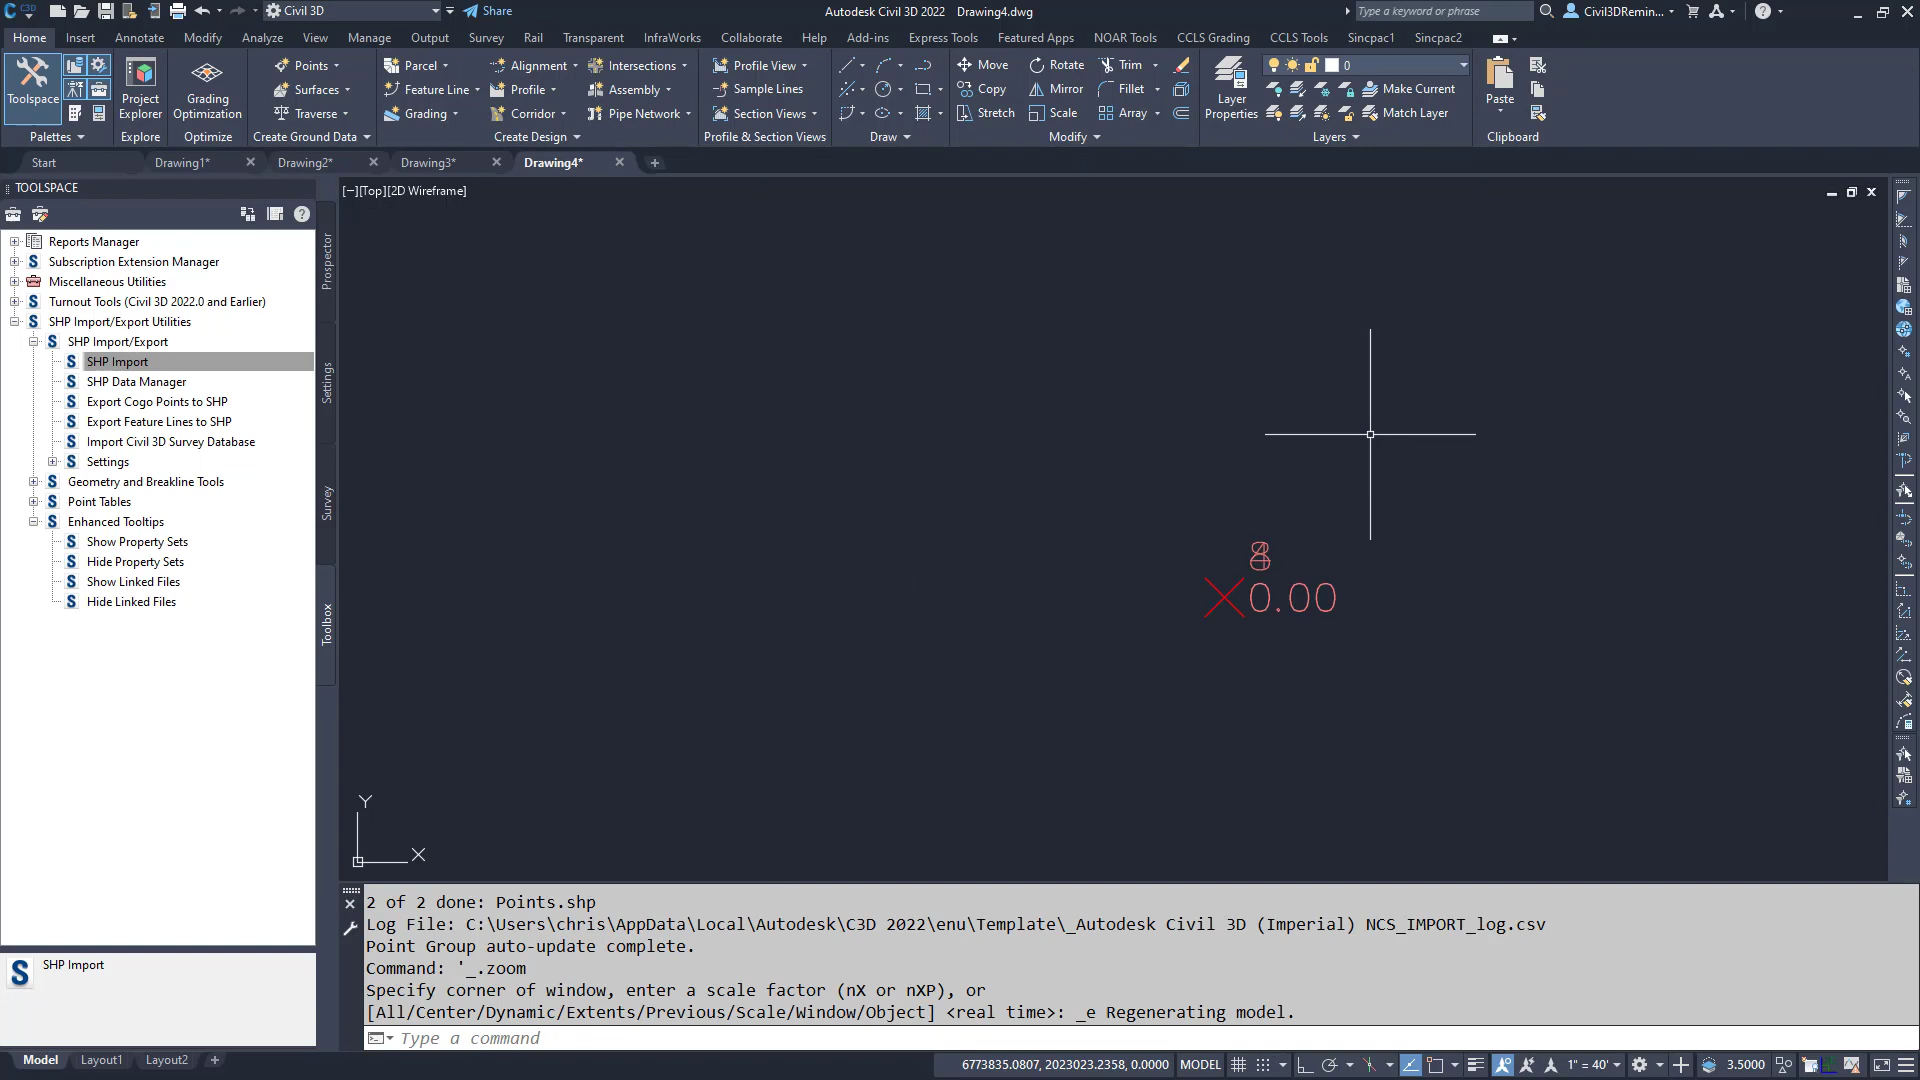 C3D
Civil 3D
Share
Autodesk Civil 3D 2022 Drawing4.dwg
Type a keyword or phrase
Civil3DRemin...
Home Insert Annotate Modify Analyze View Manage Output Survey Rail Transparent InfraWorks Collaborate Help Add-ins Express Tools Featured Apps NOAR Tools CCLS Grading CCLS Tools Sincpac1 Sincpac2
Toolspace
Palettes
Project
Explorer
Explore
Grading
Optimization
Optimize
Points
Surfaces
Traverse
Create Ground Data
Parcel
Feature Line
Grading
Alignment
Profile
Corridor
Intersections
Assembly
Pipe Network
Create Design
Profile View
Sample Lines
Section Views
Profile & Section Views
Draw
Move
Copy
Stretch
Rotate
Mirror
Scale
Trim
Fillet
Array
Modify
Layer
Properties
0
Make Current
Match Layer
Layers
Paste
Clipboard
Start
Drawing1*
Drawing2*
Drawing3*
Drawing4*
TOOLSPACE
Reports Manager
Subscription Extension Manager
Miscellaneous Utilities
Turnout Tools (Civil 3D 2022.0 and Earlier)
SHP Import/Export Utilities
SHP Import/Export
SHP Import
SHP Data Manager
Export Cogo Points to SHP
Export Feature Lines to SHP
Import Civil 3D Survey Database
Settings
Geometry and Breakline Tools
Point Tables
Enhanced Tooltips
Show Property Sets
Hide Property Sets
Show Linked Files
Hide Linked Files
Prospector
Settings
Survey
Toolbox
SHP Import
[−][Top][2D Wireframe]
0.00
Y
X
2 of 2 done: Points.shp
Log File: C:\Users\chris\AppData\Local\Autodesk\C3D 2022\enu\Template\_Autodesk Civil 3D (Imperial) NCS_IMPORT_log.csv
Point Group auto-update complete.
Command: '_.zoom
Specify corner of window, enter a scale factor (nX or nXP), or
[All/Center/Dynamic/Extents/Previous/Scale/Window/Object] <real time>: _e Regenerating model.
Type a command
Model Layout1 Layout2
6773835.0807, 2023023.2358, 0.0000 MODEL
1" = 40'
3.5000